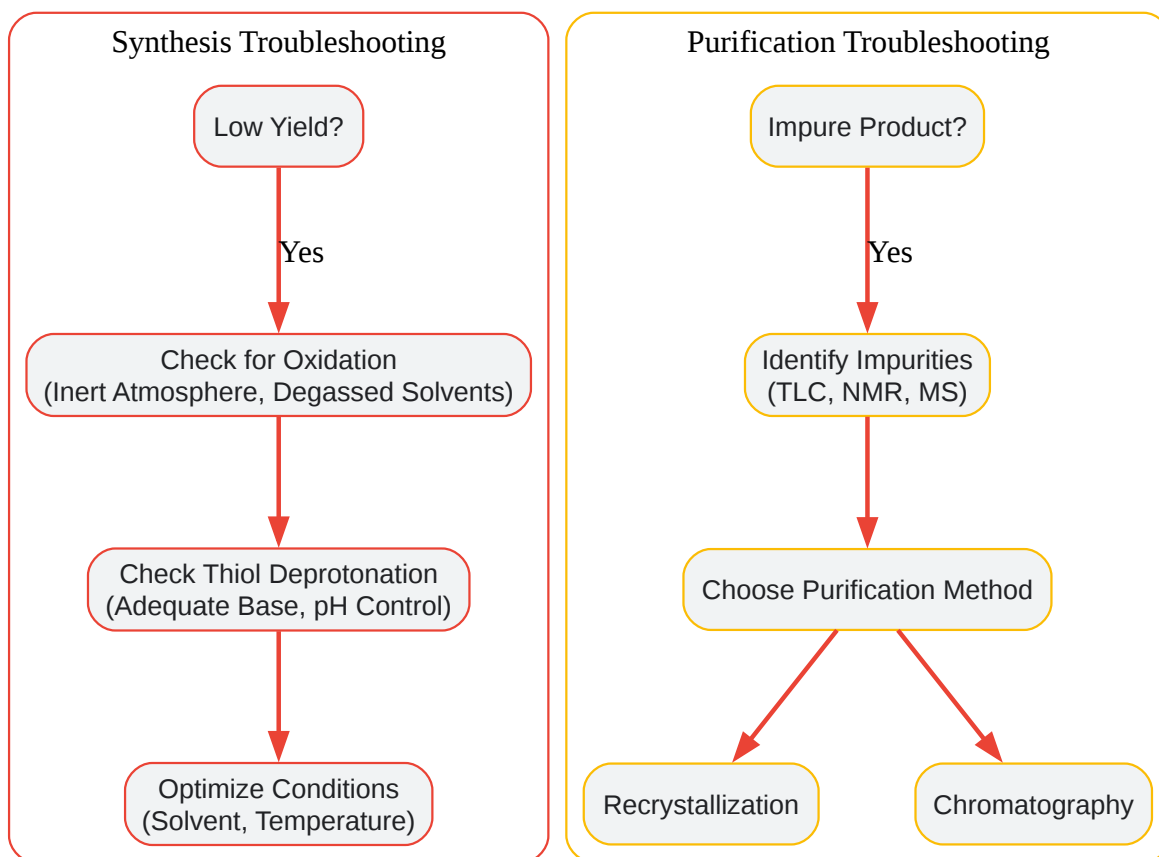 Synthesis Troubleshooting
Low Yield?
Yes
Check for Oxidation
(Inert Atmosphere, Degassed Solvents)
Check Thiol Deprotonation
(Adequate Base, pH Control)
Optimize Conditions
(Solvent, Temperature)
Purification Troubleshooting
Impure Product?
Yes
Identify Impurities
(TLC, NMR, MS)
Choose Purification Method
Recrystallization
Chromatography